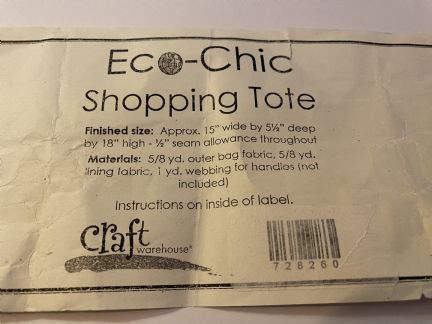 Eco-Chic
Shopping Tote
Finished size: Approx. 15" wide by 5½" deep
by 18" high - ½" seam allowance throughout
Materials: 5/8 yd. outer bag fabric, 5/8 yd.
lining fabric, 1 yd. webbing for handles (not
included)
Instructions on inside of label.
craft
warehouse®
728260